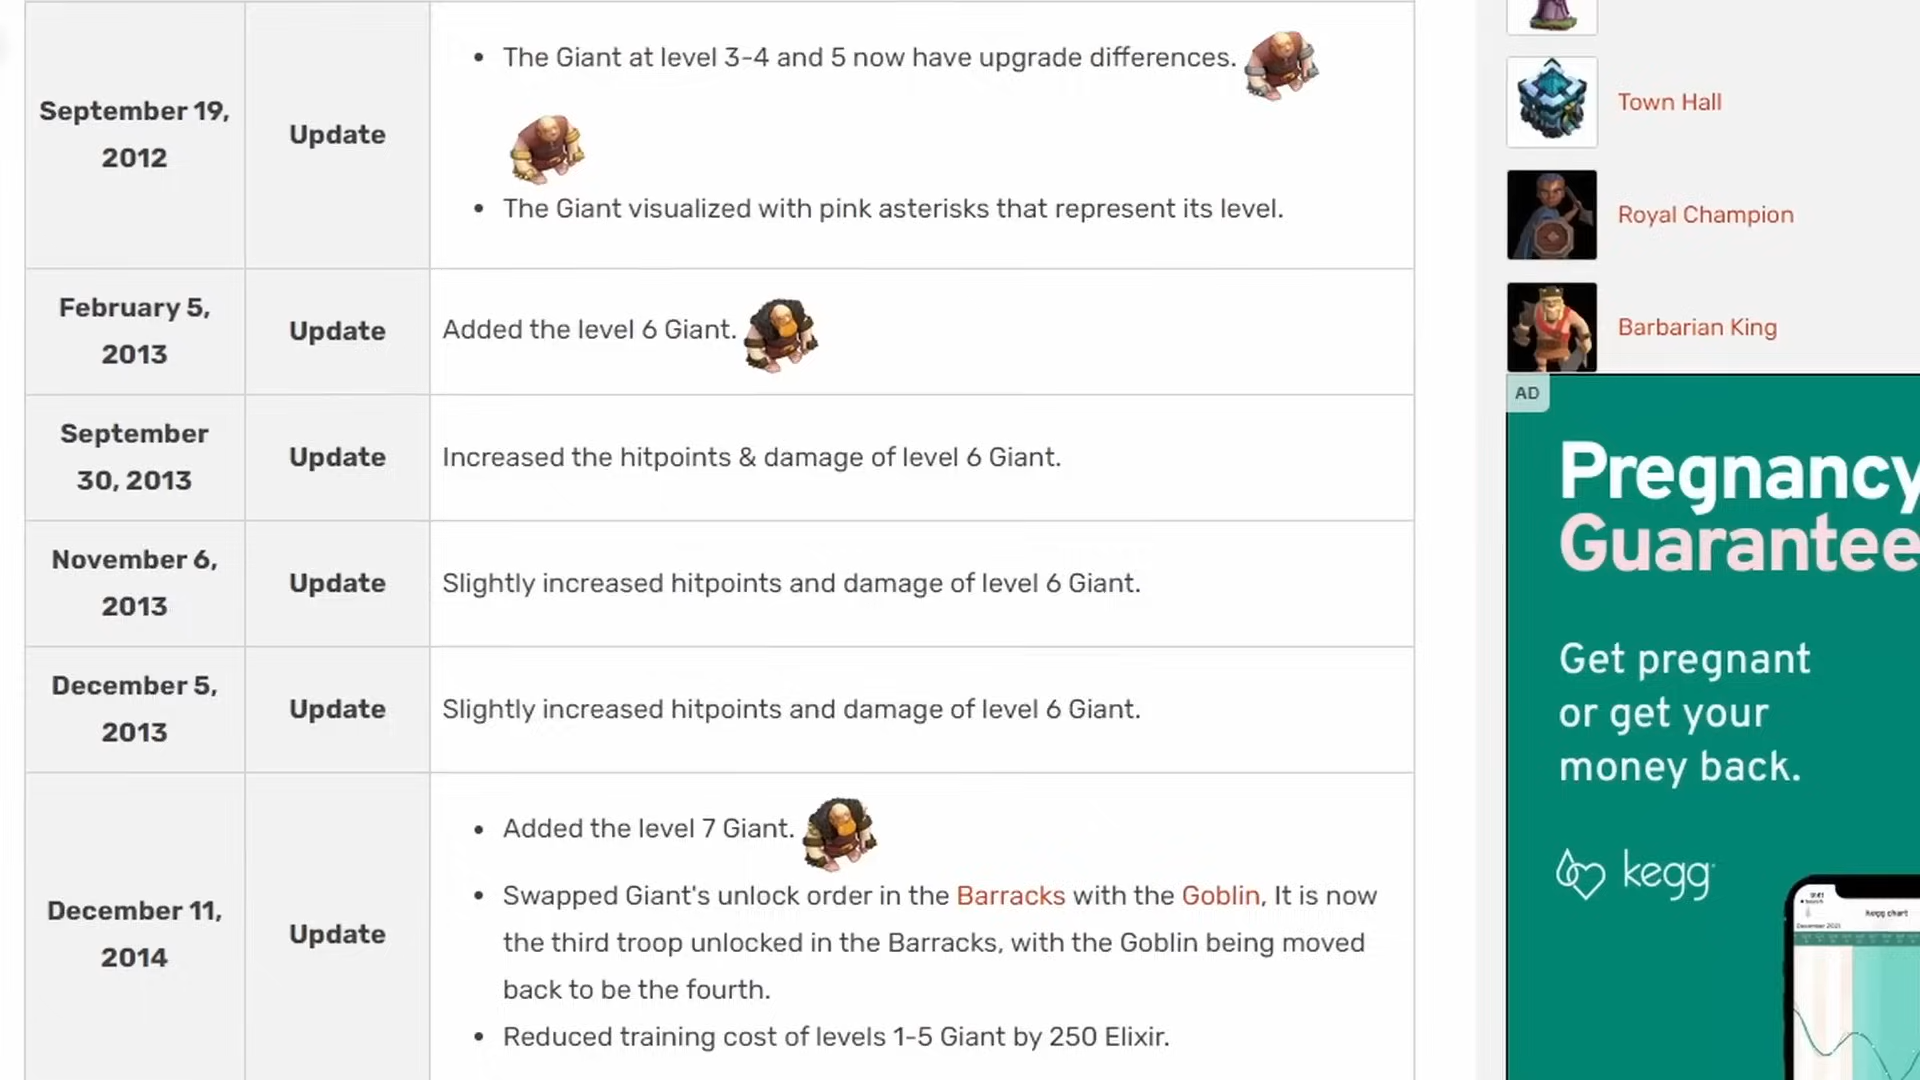 September 19,
2012
Update
• The Giant at level 3-4 and 5 now have upgrade differences.
• The Giant visualized with pink asterisks that represent its level.
February 5,
2013
Update
Added the level 6 Giant.
September
30, 2013
Update
Increased the hitpoints & damage of level 6 Giant.
November 6,
2013
Update
Slightly increased hitpoints and damage of level 6 Giant.
December 5,
2013
Update
Slightly increased hitpoints and damage of level 6 Giant.
December 11,
2014
Update
• Added the level 7 Giant.
• Swapped Giant's unlock order in the Barracks with the Goblin, It is now
the third troop unlocked in the Barracks, with the Goblin being moved
back to be the fourth.
• Reduced training cost of levels 1-5 Giant by 250 Elixir.
Town Hall
Royal Champion
Barbarian King
AD
Pregnancy
Guarantee
Get pregnant
or get your
money back.
kegg
kegg chart
December 2021